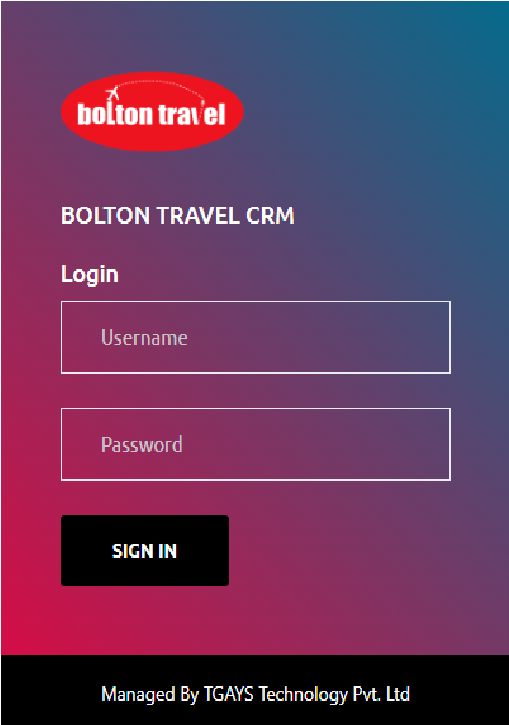 bolton travel
BOLTON TRAVEL CRM
Login
Username
Password
SIGN IN
Managed By TGAYS Technology Pvt. Ltd